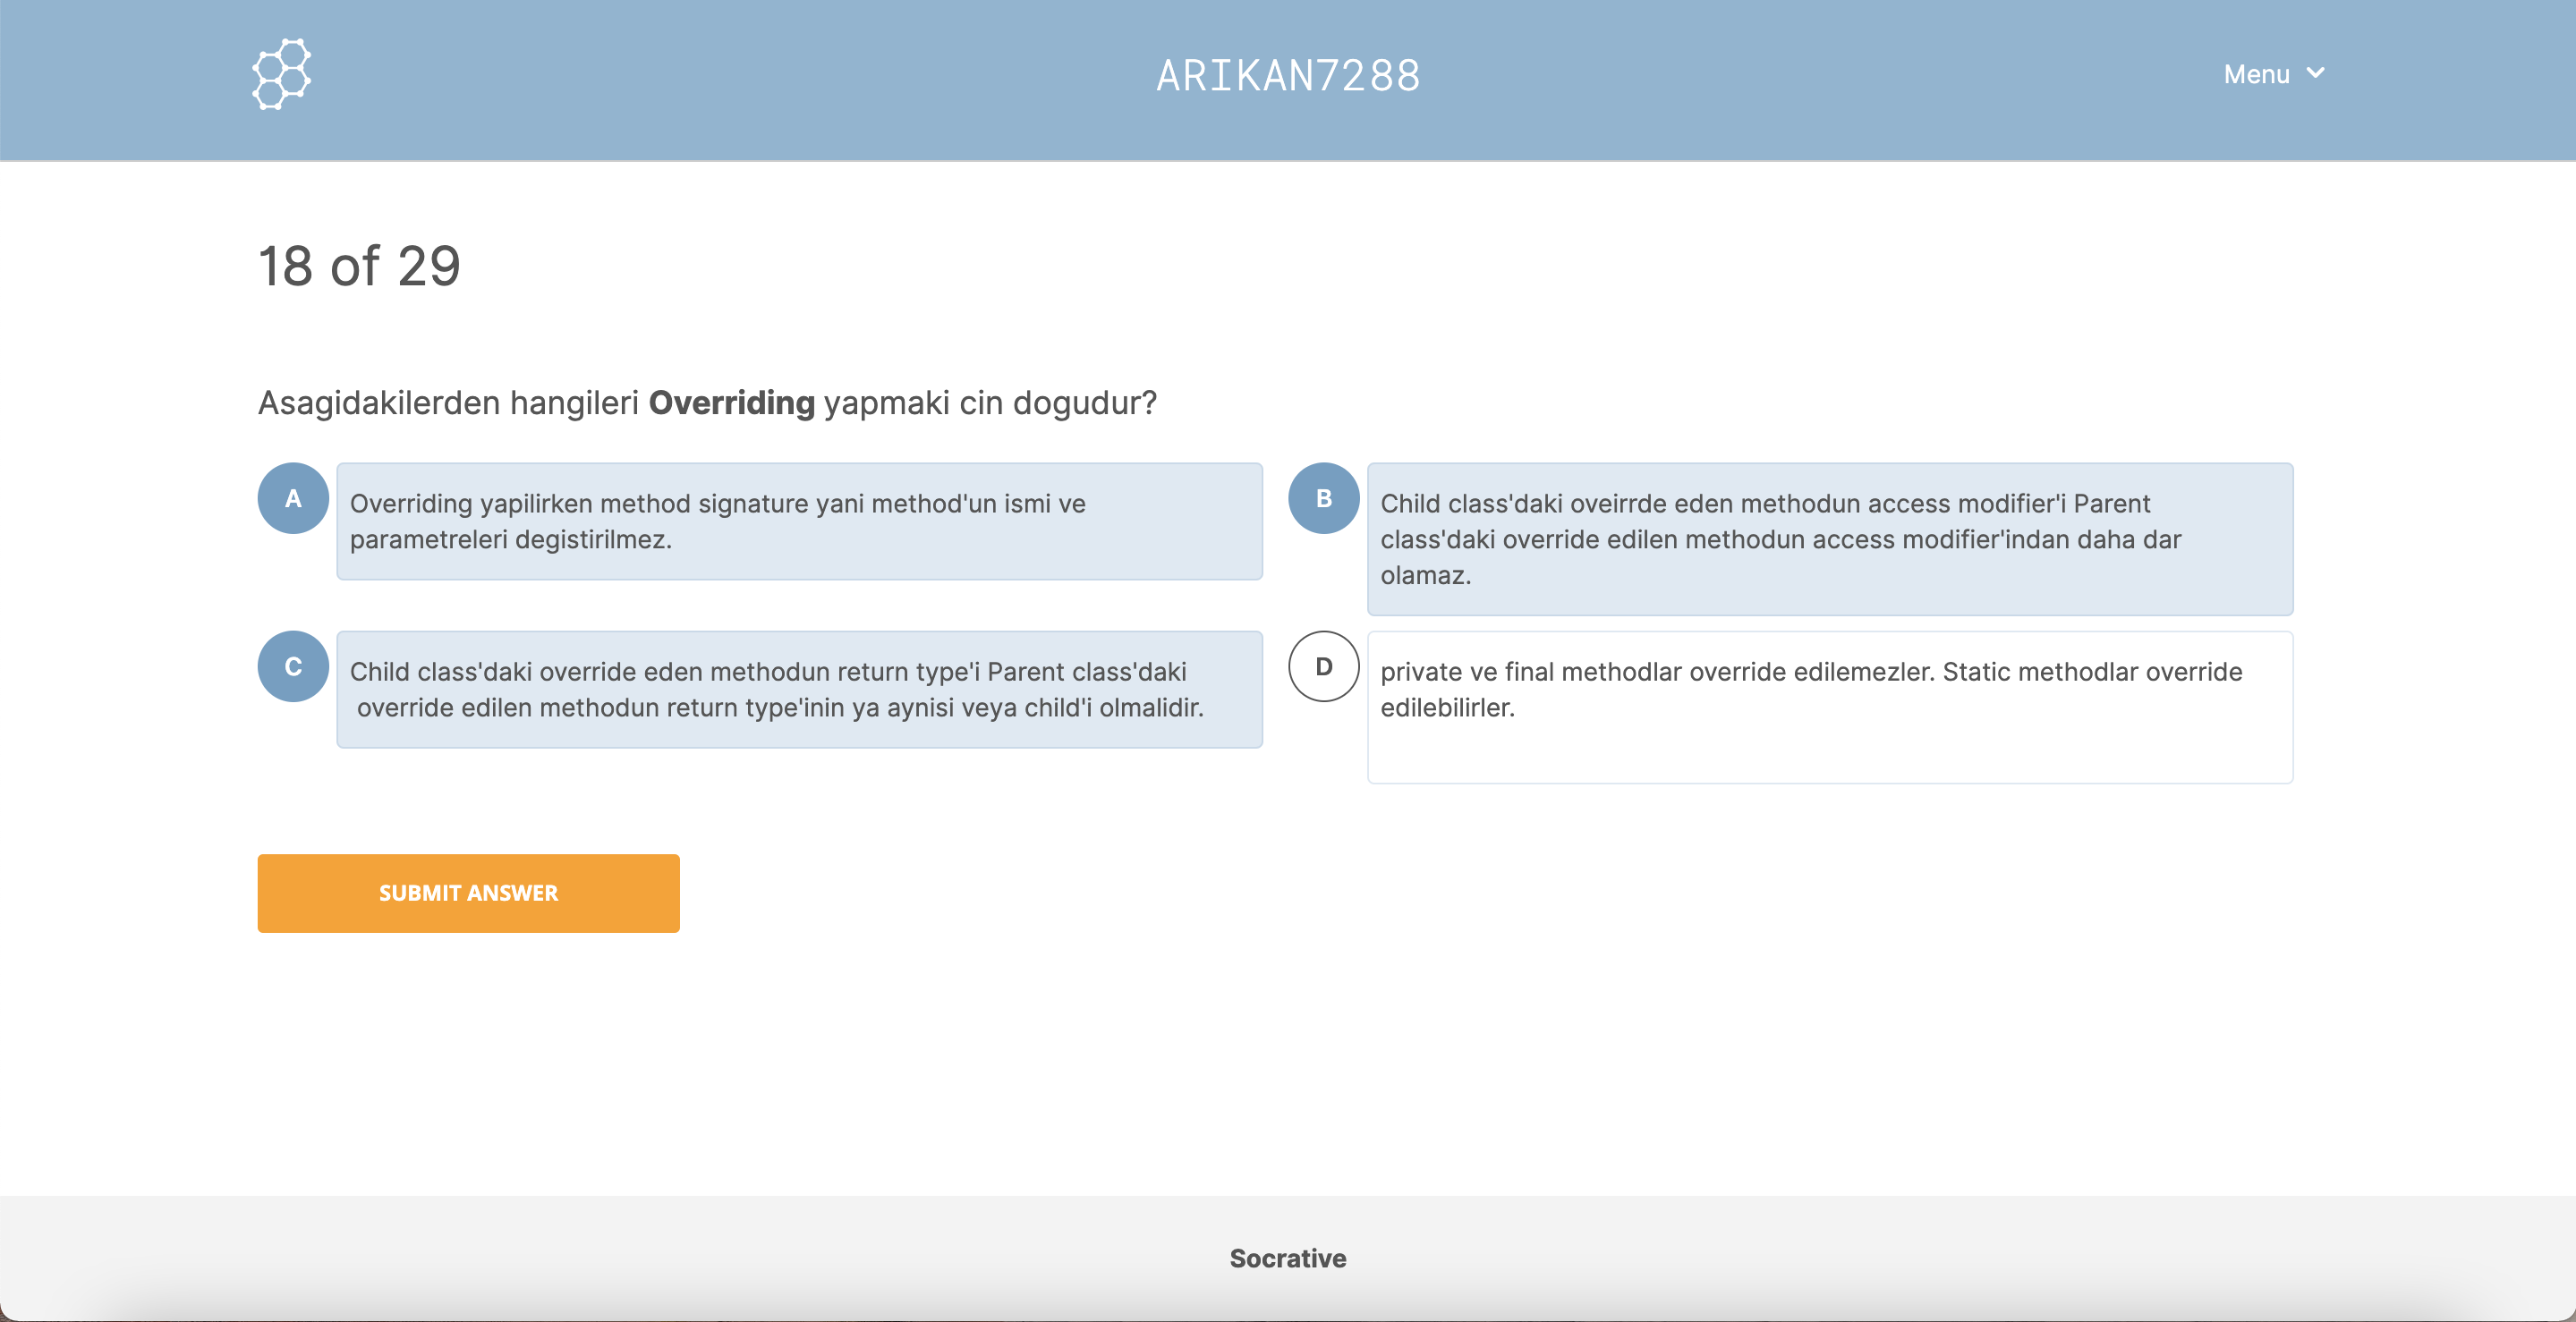 ARIKAN7288
Menu
18 of 29
Asagidakilerden hangileri Overriding yapmaki cin dogudur?
A
Overriding yapilirken method signature yani method'un ismi ve
parametreleri degistirilmez.
B
Child class'daki oveirrde eden methodun access modifier'i Parent
class'daki override edilen methodun access modifier'indan daha dar
olamaz.
C
Child class'daki override eden methodun return type'i Parent class'daki
override edilen methodun return type'inin ya aynisi veya child'i olmalidir.
D
private ve final methodlar override edilemezler. Static methodlar override
edilebilirler.
SUBMIT ANSWER
Socrative